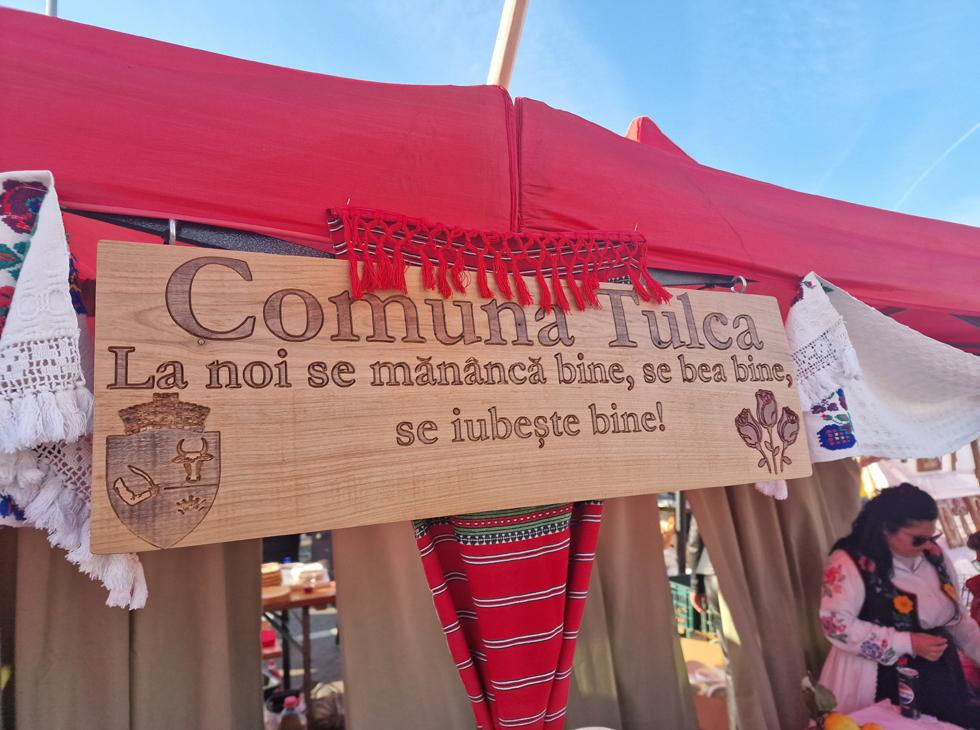 Comuna Tulca
La noi se mănâncă bine, se bea bine,
se iubește bine!